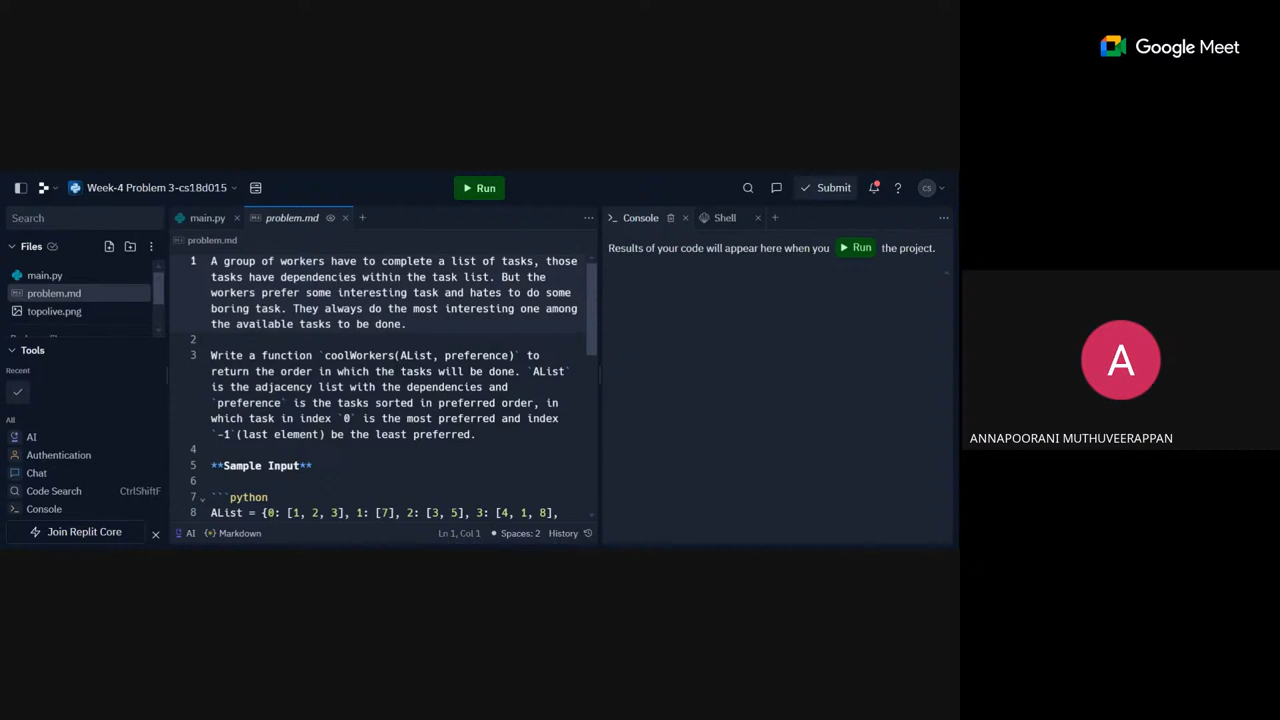 Google Meet
Week-4 Problem 3-cs18d015
Run
Submit
CS
Search
main.py
problem.md
Console
Shell
problem.md
Files
Results of your code will appear here when you Run the project.
main.py
problem.md
topolive.png
1 A group of workers have to complete a list of tasks, those
tasks have dependencies within the task list. But the
workers prefer some interesting task and hates to do some
boring task. They always do the most interesting one among
the available tasks to be done.
2
3 Write a function `coolWorkers(AList, preference)` to
return the order in which the tasks will be done. `AList`
is the adjacency list with the dependencies and
`preference` is the tasks sorted in preferred order, in
which task in index `0` is the most preferred and index
`-1`(last element) be the least preferred.
4
5 **Sample Input**
6
7 ```python
8 AList = {0: [1, 2, 3], 1: [7], 2: [3, 5], 3: [4, 1, 8],
Tools
Recent
All
AI
Authentication
Chat
Code Search CtrlShiftF
Console
Join Replit Core
AI
Markdown
Ln 1, Col 1
Spaces: 2
History
A
ANNAPOORANI MUTHUVEERAPPAN